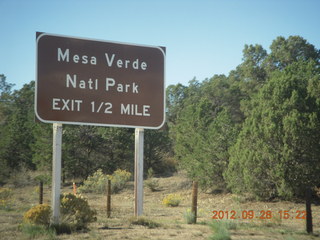 Mesa Verde
Natl Park
EXIT 1/2 MILE
2012.09.28 15:22